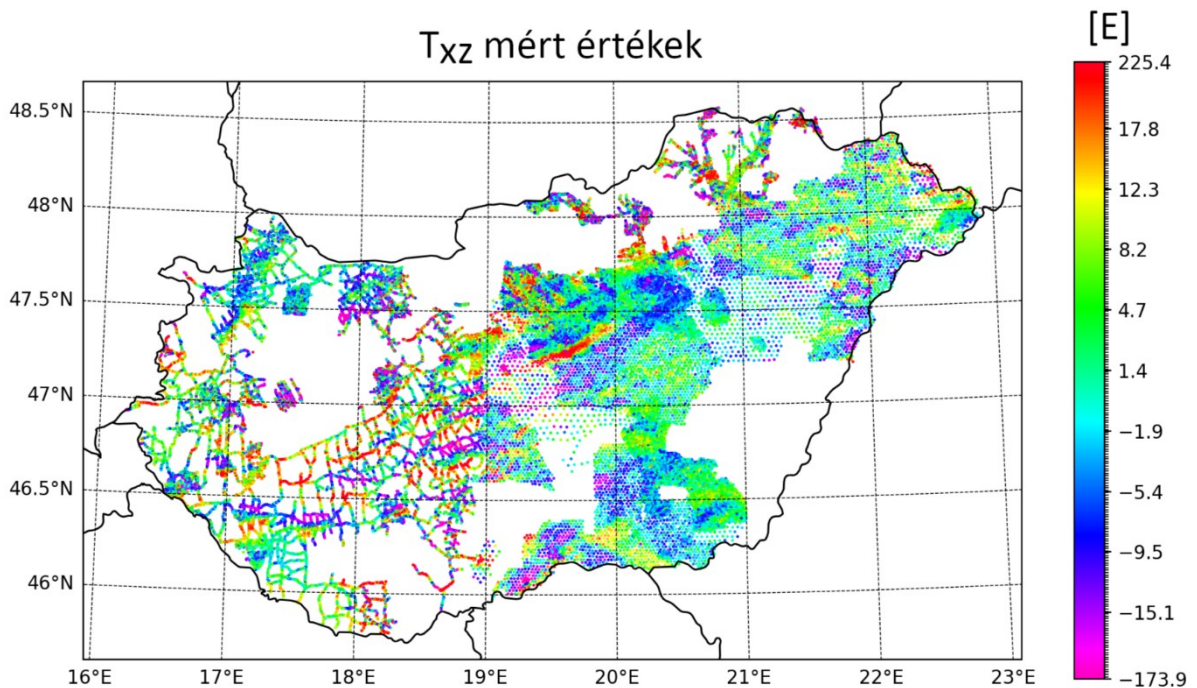 [E]
Txz mért értékek
225.4
17.8
12.3
8.2
4.7
1.4
−1.9
−5.4
−9.5
−15.1
−173.9
48.5°N
48°N
47.5°N
47°N
46.5°N
46°N
16°E 17°E 18°E 19°E 20°E 21°E 22°E 23°E